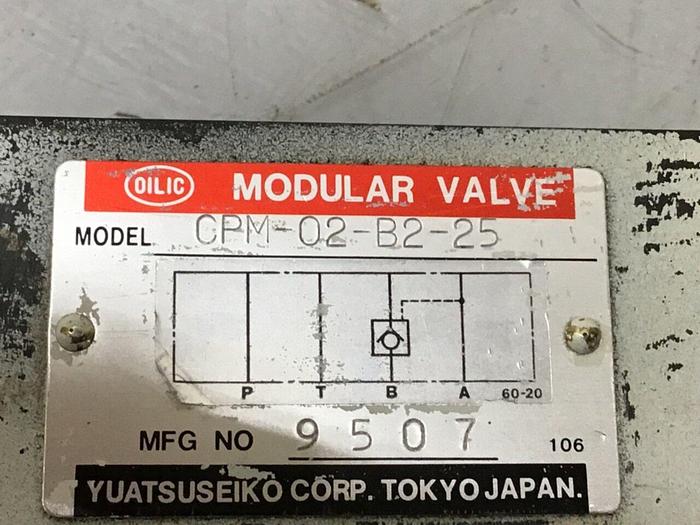 OILIC MODULAR VALVE
MODEL CPM-02-B2-25
P T B A 60-20
MFG NO 9507 106
YUATSUSEIKO CORP. TOKYO JAPAN.